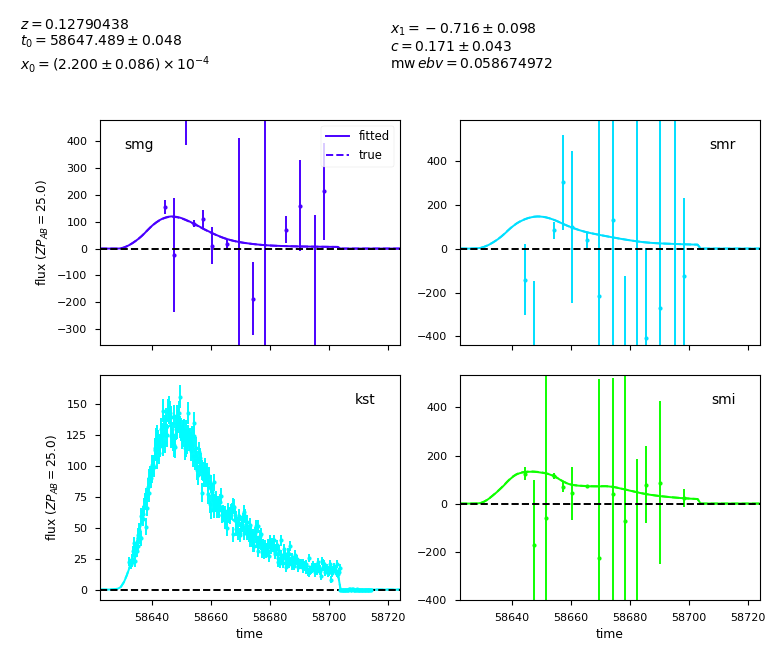 z = 0.12790438
t₀ = 58647.489 ± 0.048
x₀ = (2.200 ± 0.086) × 10⁻⁴
x₁ = −0.716 ± 0.098
c = 0.171 ± 0.043
mw ebv = 0.058674972
smg
fitted
true
400
300
200
100
0
−100
−200
−300
flux (ZP_AB = 25.0)
smr
400
200
0
−200
−400
kst
150
125
100
75
50
25
0
flux (ZP_AB = 25.0)
58640 58660 58680 58700 58720
time
smi
400
200
0
−200
−400
58640 58660 58680 58700 58720
time